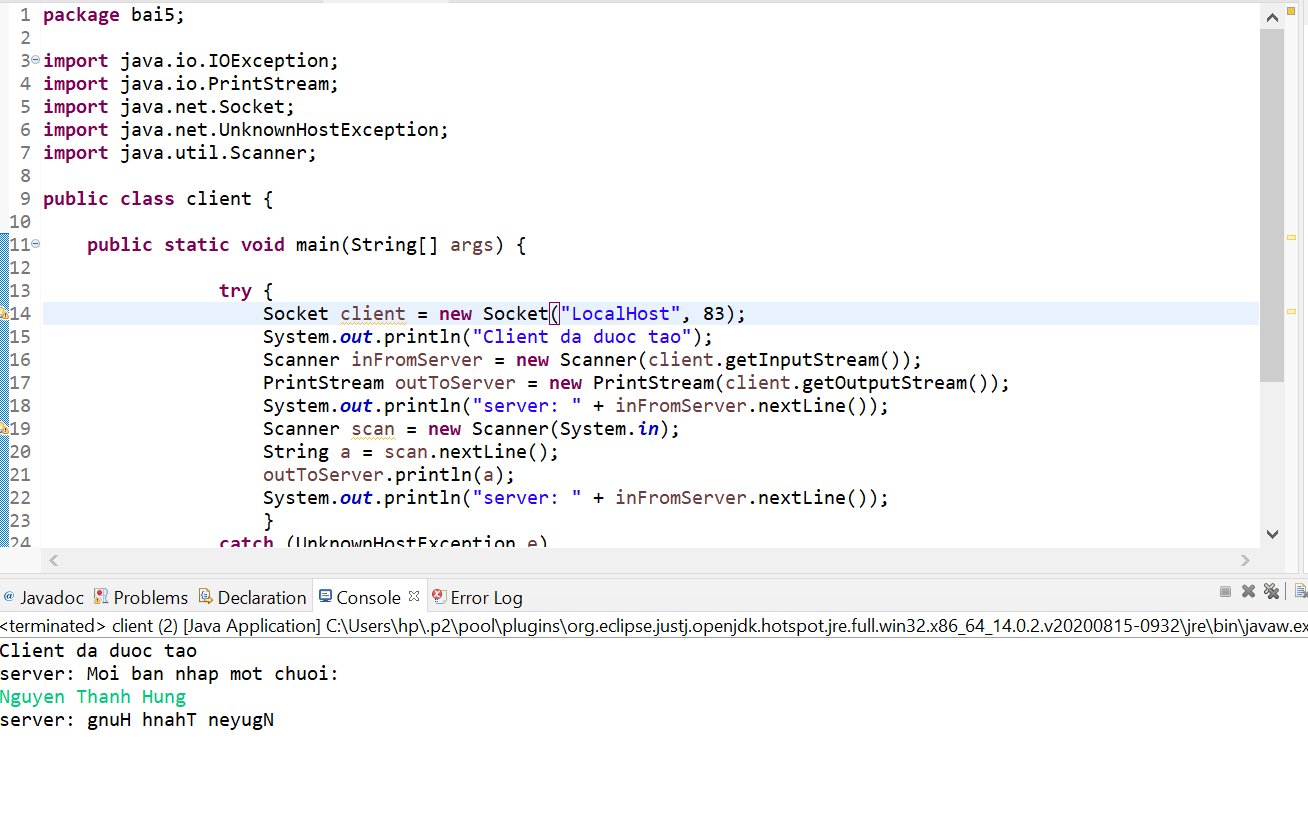 1 package bai5;
2
3 import java.io.IOException;
4 import java.io.PrintStream;
5 import java.net.Socket;
6 import java.net.UnknownHostException;
7 import java.util.Scanner;
8
9 public class client {
10
11     public static void main(String[] args) {
12
13                 try {
14                     Socket client = new Socket("LocalHost", 83);
15                     System.out.println("Client da duoc tao");
16                     Scanner inFromServer = new Scanner(client.getInputStream());
17                     PrintStream outToServer = new PrintStream(client.getOutputStream());
18                     System.out.println("server: " + inFromServer.nextLine());
19                     Scanner scan = new Scanner(System.in);
20                     String a = scan.nextLine();
21                     outToServer.println(a);
22                     System.out.println("server: " + inFromServer.nextLine());
23                     }
24                 catch (UnknownHostException e)
@ Javadoc Problems Declaration Console Error Log
<terminated> client (2) [Java Application] C:\Users\hp\.p2\pool\plugins\org.eclipse.justj.openjdk.hotspot.jre.full.win32.x86_64_14.0.2.v20200815-0932\jre\bin\javaw.ex
Client da duoc tao
server: Moi ban nhap mot chuoi:
Nguyen Thanh Hung
server: gnuH hnahT neyugN